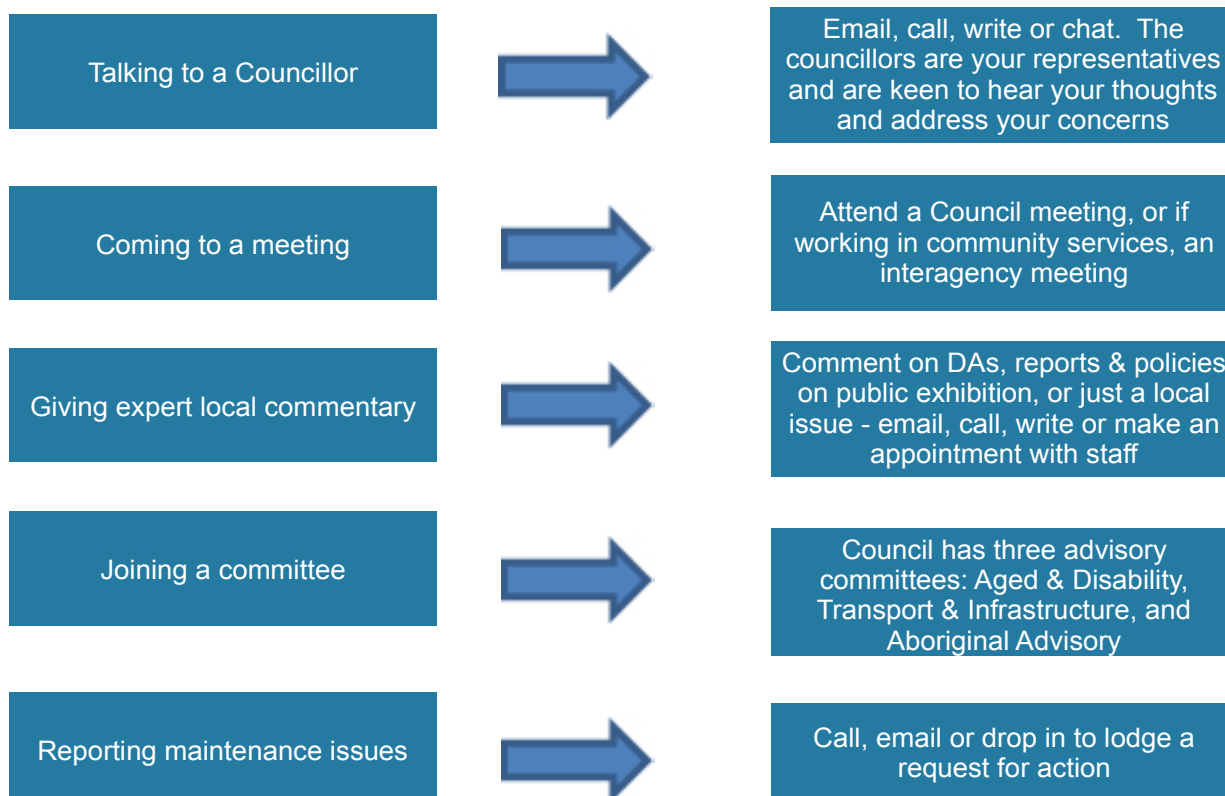 Talking to a Councillor
Email, call, write or chat.  The
councillors are your representatives
and are keen to hear your thoughts
and address your concerns
Coming to a meeting
Attend a Council meeting, or if
working in community services, an
interagency meeting
Giving expert local commentary
Comment on DAs, reports & policies
on public exhibition, or just a local
issue - email, call, write or make an
appointment with staff
Joining a committee
Council has three advisory
committees: Aged & Disability,
Transport & Infrastructure, and
Aboriginal Advisory
Reporting maintenance issues
Call, email or drop in to lodge a
request for action